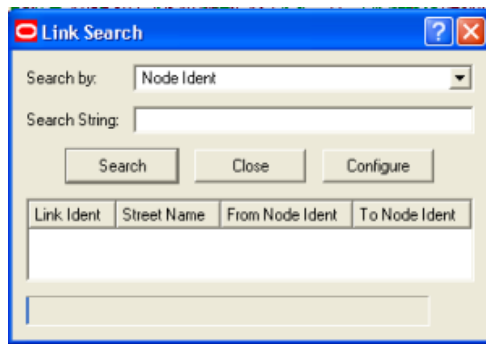 Link Search
Search by: Node Ident
Search String:
Search Close Configure
Link Ident Street Name From Node Ident To Node Ident